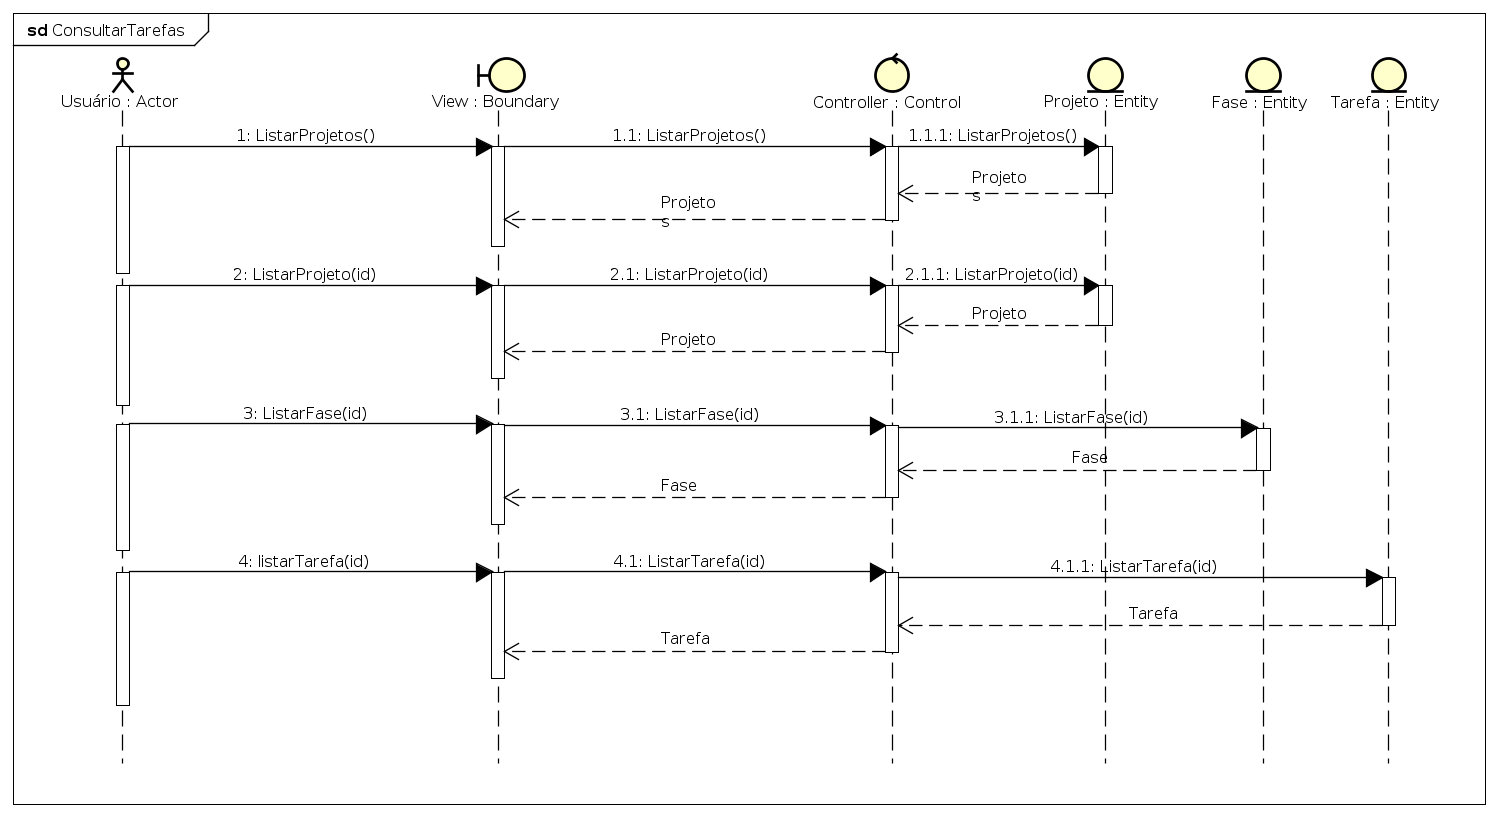 sd ConsultarTarefas
Usuário : Actor
View : Boundary
Controller : Control
Projeto : Entity
Fase : Entity
Tarefa : Entity
1: ListarProjetos()
1.1: ListarProjetos()
1.1.1: ListarProjetos()
Projeto
s
Projeto
s
2: ListarProjeto(id)
2.1: ListarProjeto(id)
2.1.1: ListarProjeto(id)
Projeto
Projeto
3: ListarFase(id)
3.1: ListarFase(id)
3.1.1: ListarFase(id)
Fase
Fase
4: listarTarefa(id)
4.1: ListarTarefa(id)
4.1.1: ListarTarefa(id)
Tarefa
Tarefa